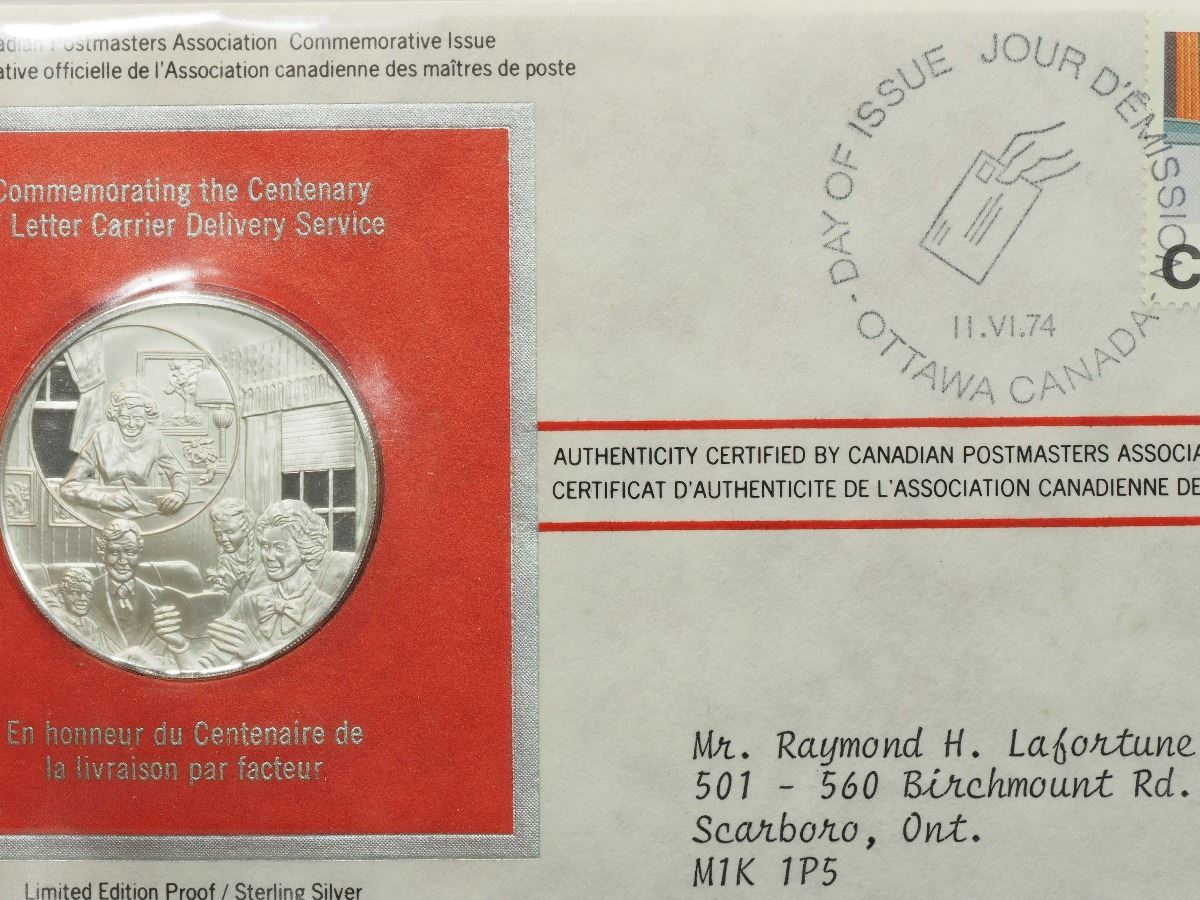 Postmasters Association Commemorative Issue
officielle de l'Association canadienne des maîtres de poste
Commemorating the Centenary
Letter Carrier Delivery Service
En honneur du Centenaire de
la livraison par facteur
Limited Edition Proof / Sterling Silver
DAY OF ISSUE JOUR D'ÉMISSION
OTTAWA CANADA
11.VI.74
C
AUTHENTICITY CERTIFIED BY CANADIAN POSTMASTERS ASSOCIA
CERTIFICAT D'AUTHENTICITE DE L'ASSOCIATION CANADIENNE DE
Mr. Raymond H. Lafortune
501 - 560 Birchmount Rd.
Scarboro, Ont.
M1K 1P5